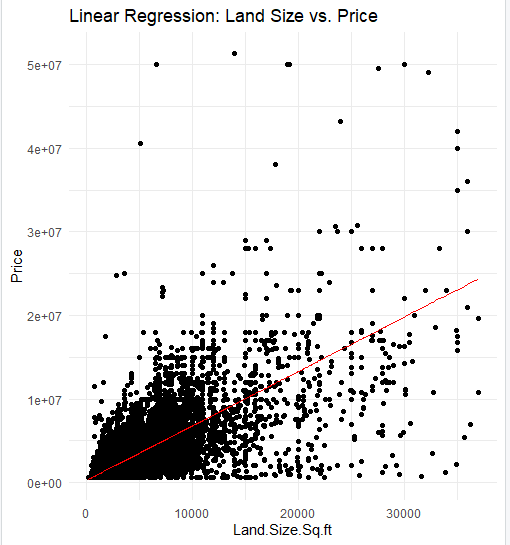 Linear Regression: Land Size vs. Price
5e+07
4e+07
3e+07
2e+07
1e+07
0e+00
Price
0 10000 20000 30000
Land.Size.Sq.ft